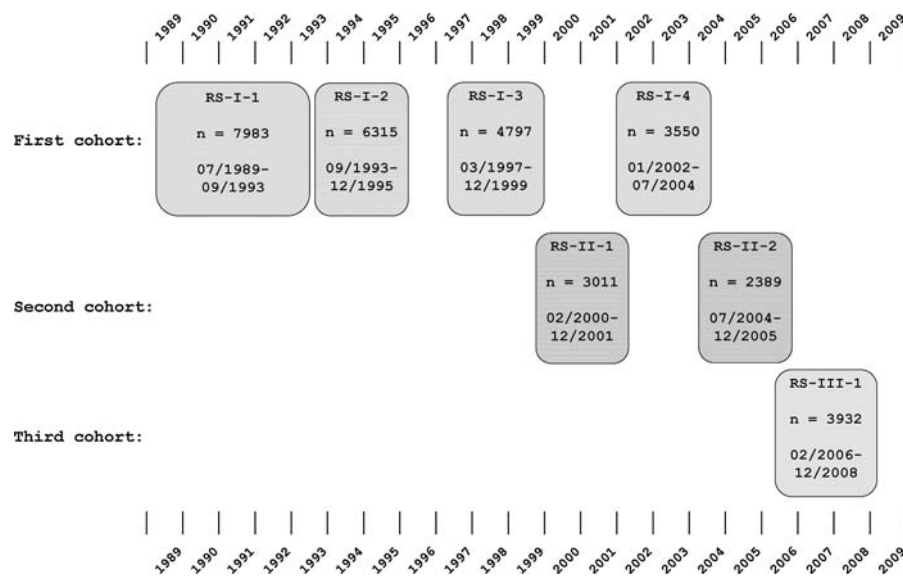 1989 1990 1991 1992 1993 1994 1995 1996 1997 1998 1999 2000 2001 2002 2003 2004 2005 2006 2007 2008 2009
RS-I-1
n = 7983
07/1989-
09/1993
RS-I-2
n = 6315
09/1993-
12/1995
RS-I-3
n = 4797
03/1997-
12/1999
RS-I-4
n = 3550
01/2002-
07/2004
First cohort:
RS-II-1
n = 3011
02/2000-
12/2001
RS-II-2
n = 2389
07/2004-
12/2005
Second cohort:
RS-III-1
n = 3932
02/2006-
12/2008
Third cohort:
1989 1990 1991 1992 1993 1994 1995 1996 1997 1998 1999 2000 2001 2002 2003 2004 2005 2006 2007 2008 2009